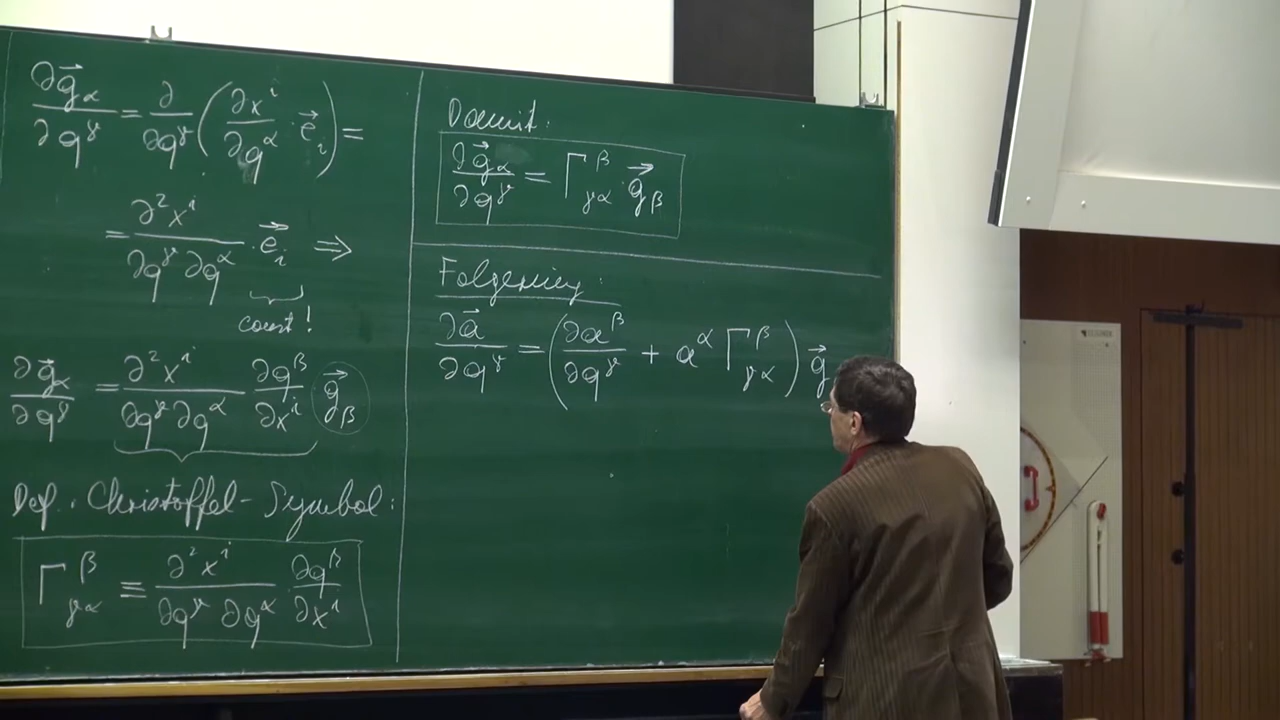 ∂g⃗_α/∂q^γ = ∂/∂q^γ (∂x^i/∂q^α · e⃗_i) =
= ∂²x^i/∂q^γ ∂q^α · e⃗_i ⇒
const!
∂g⃗_α/∂q^γ = ∂²x^i/∂q^γ ∂q^α ∂q^β/∂x^i g⃗_β
Def.: Christoffel-Symbol:
Γ^β_γα ≡ ∂²x^i/∂q^γ ∂q^α · ∂q^β/∂x^i
Damit:
∂g⃗_α/∂q^γ = Γ^β_γα · g⃗_β
Folgerung:
∂a⃗/∂q^γ = (∂a^β/∂q^γ + a^α Γ^β_γα) g⃗